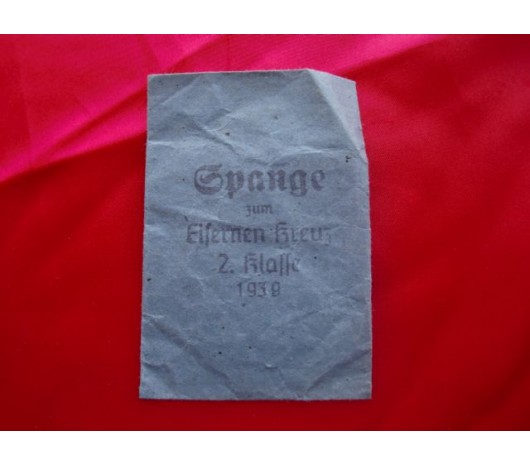 Spange
zum
Eisernen Kreuz
2. Klasse
1939